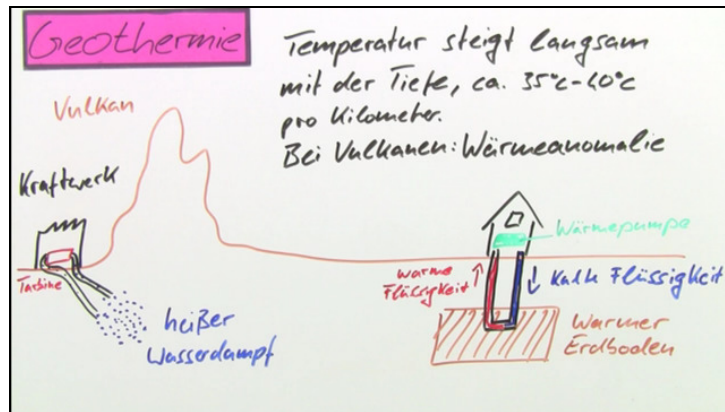 Geothermie
Temperatur steigt langsam
mit der Tiefe, ca. 35°C-40°C
pro Kilometer.
Bei Vulkanen: Wärmeanomalie
Vulkan
Kraftwerk
Turbine
heißer
Wasserdampf
Wärmepumpe
warme
Flüssigkeit
kalte Flüssigkeit
warmer
Erdboden